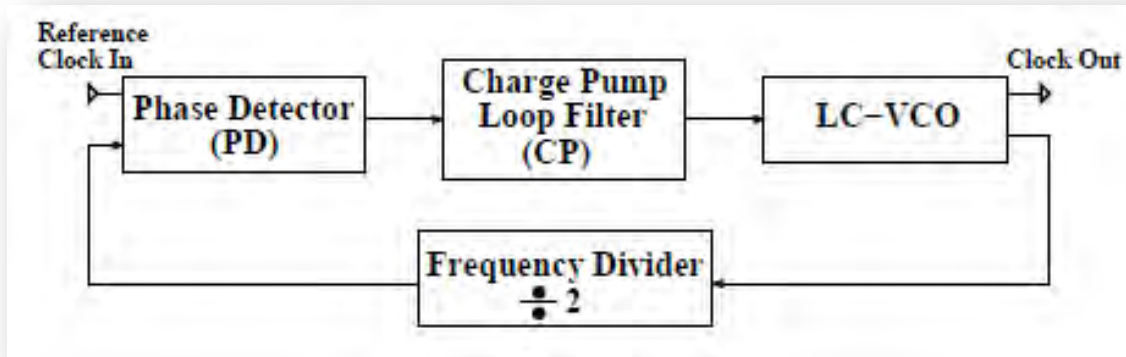 Reference
Clock In
Phase Detector
(PD)
Charge Pump
Loop Filter
(CP)
LC−VCO
Clock Out
Frequency Divider
÷ 2